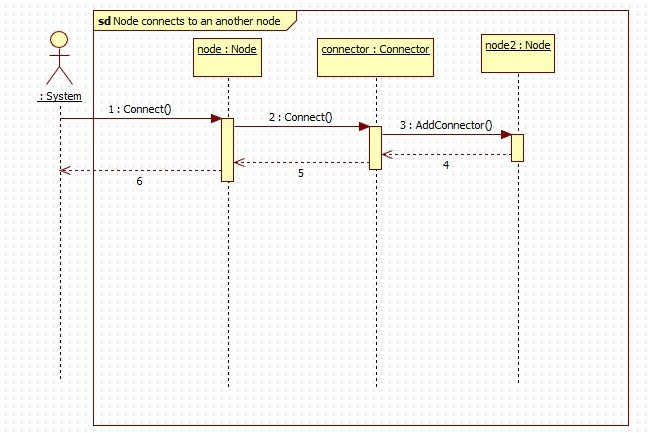 sd Node connects to an another node
node : Node
connector : Connector
node2 : Node
: System
1 : Connect()
2 : Connect()
3 : AddConnector()
4
5
6